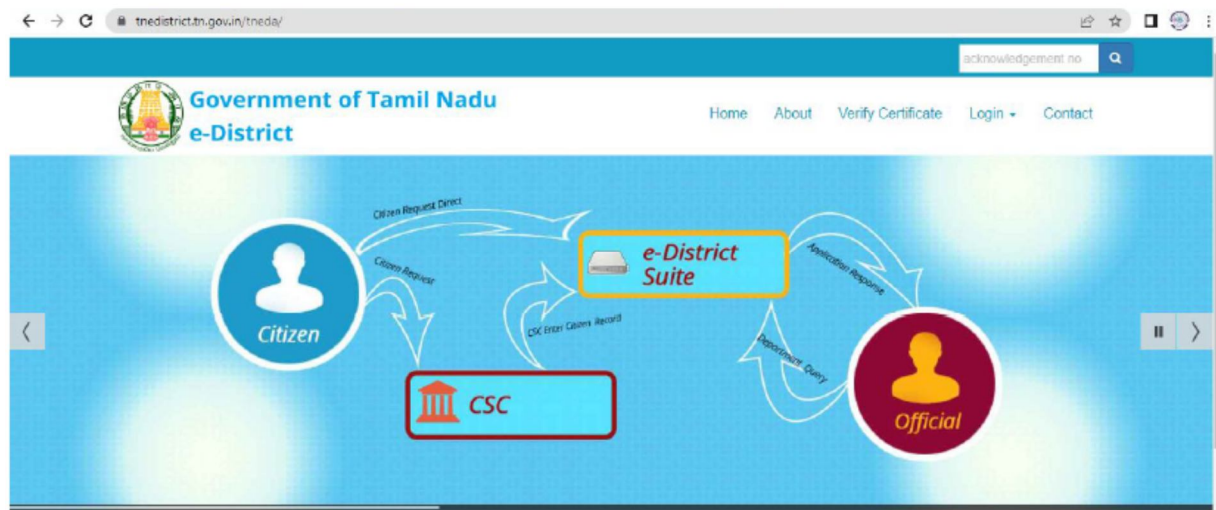 tnedistrict.tn.gov.in/tneda/
acknowledgement no
Government of Tamil Nadu
e-District
Home About Verify Certificate Login Contact
Citizen Request Direct
Citizen Request
e-District
Suite
Application Response
CSC Enter Citizen Record
Citizen
Department Query
CSC
Official